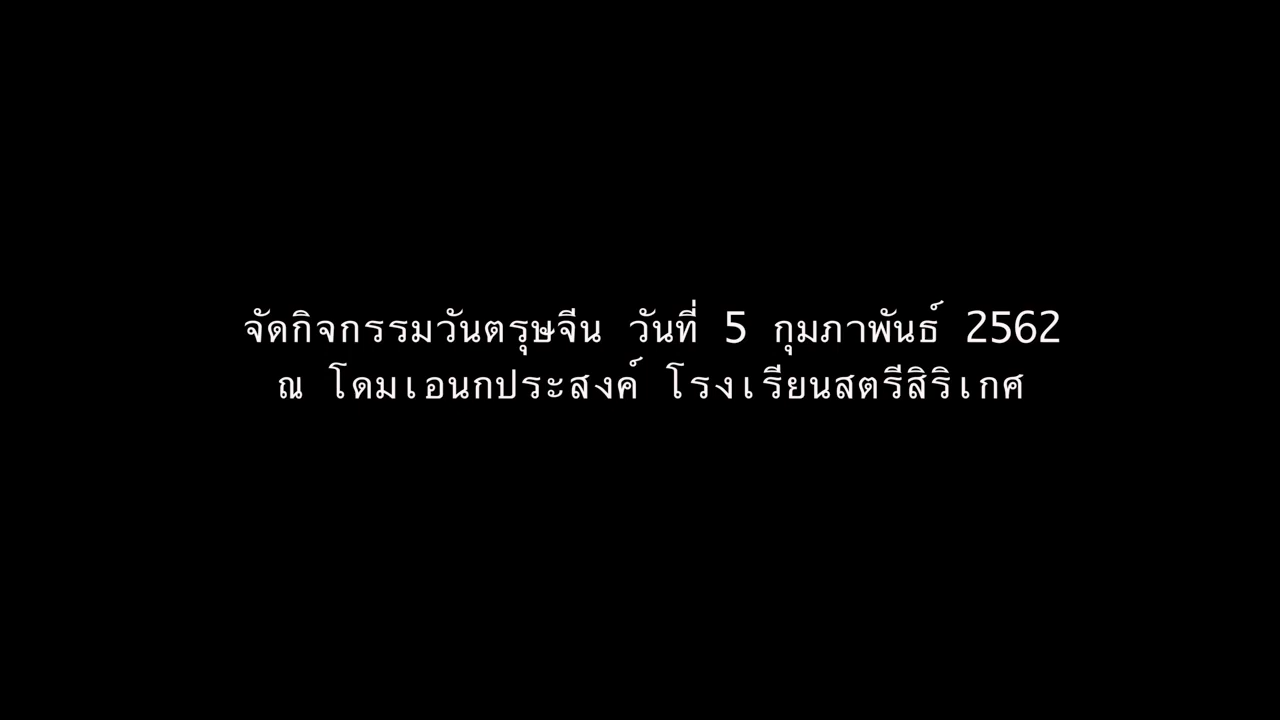 จัดกิจกรรมวันตรุษจีน วันที่ 5 กุมภาพันธ์ 2562
ณ โดมเอนกประสงค์ โรงเรียนสตรีสิริเกศ